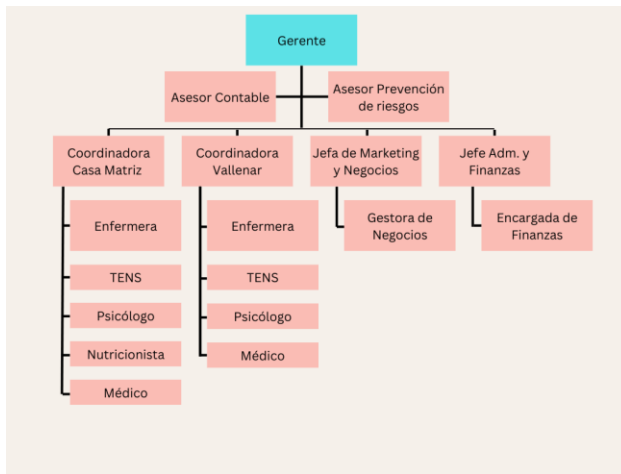 Gerente
Asesor Contable
Asesor Prevención
de riesgos
Coordinadora
Casa Matriz
Coordinadora
Vallenar
Jefa de Marketing
y Negocios
Jefe Adm. y
Finanzas
Enfermera
TENS
Psicólogo
Nutricionista
Médico
Enfermera
TENS
Psicólogo
Médico
Gestora de
Negocios
Encargada de
Finanzas